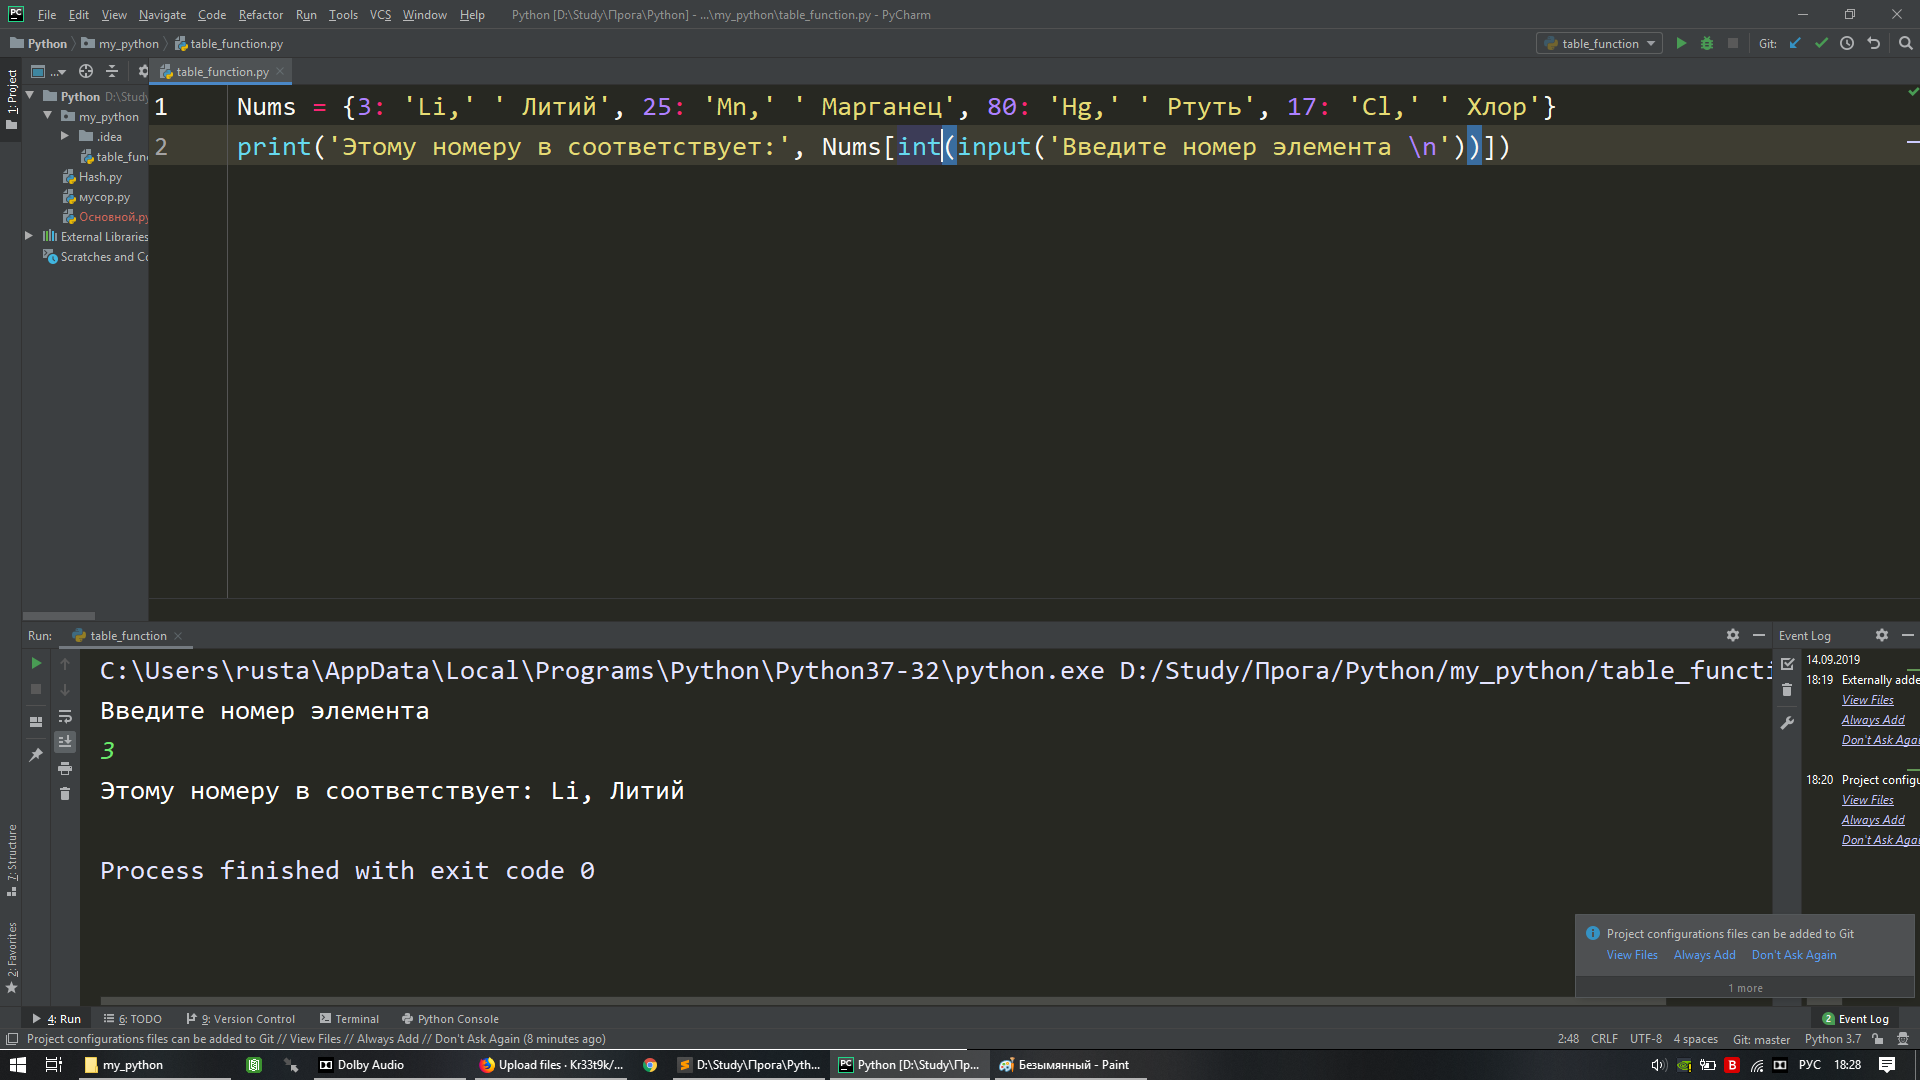 File Edit View Navigate Code Refactor Run Tools VCS Window Help Python [D:\Study\Прога\Python] - ...\my_python\table_function.py - PyCharm
Python my_python table_function.py table_function Git:
... table_function.py
1: Project
Python D:\Study
my_python
.idea
table_fun
Hash.py
мусор.py
Основной.py
External Libraries
Scratches and Co
1 Nums = {3: 'Li,' ' Литий', 25: 'Mn,' ' Марганец', 80: 'Hg,' ' Ртуть', 17: 'Cl,' ' Хлор'}
2 print('Этому номеру в соответствует:', Nums[int(input('Введите номер элемента \n'))])
Run: table_function
C:\Users\rusta\AppData\Local\Programs\Python\Python37-32\python.exe D:/Study/Прога/Python/my_python/table_functi
Введите номер элемента
3
Этому номеру в соответствует: Li, Литий
Process finished with exit code 0
Event Log
14.09.2019
18:19 Externally adde
View Files
Always Add
Don't Ask Agai
18:20 Project configu
View Files
Always Add
Don't Ask Agai
Project configurations files can be added to Git
View Files Always Add Don't Ask Again
1 more
7: Structure
2: Favorites
4: Run 6: TODO 9: Version Control Terminal Python Console 2 Event Log
Project configurations files can be added to Git // View Files // Always Add // Don't Ask Again (8 minutes ago) 2:48 CRLF UTF-8 4 spaces Git: master Python 3.7
my_python Dolby Audio Upload files · Kr33t9k/... D:\Study\Прога\Pyth... Python [D:\Study\Пр... Безымянный - Paint РУС 18:28